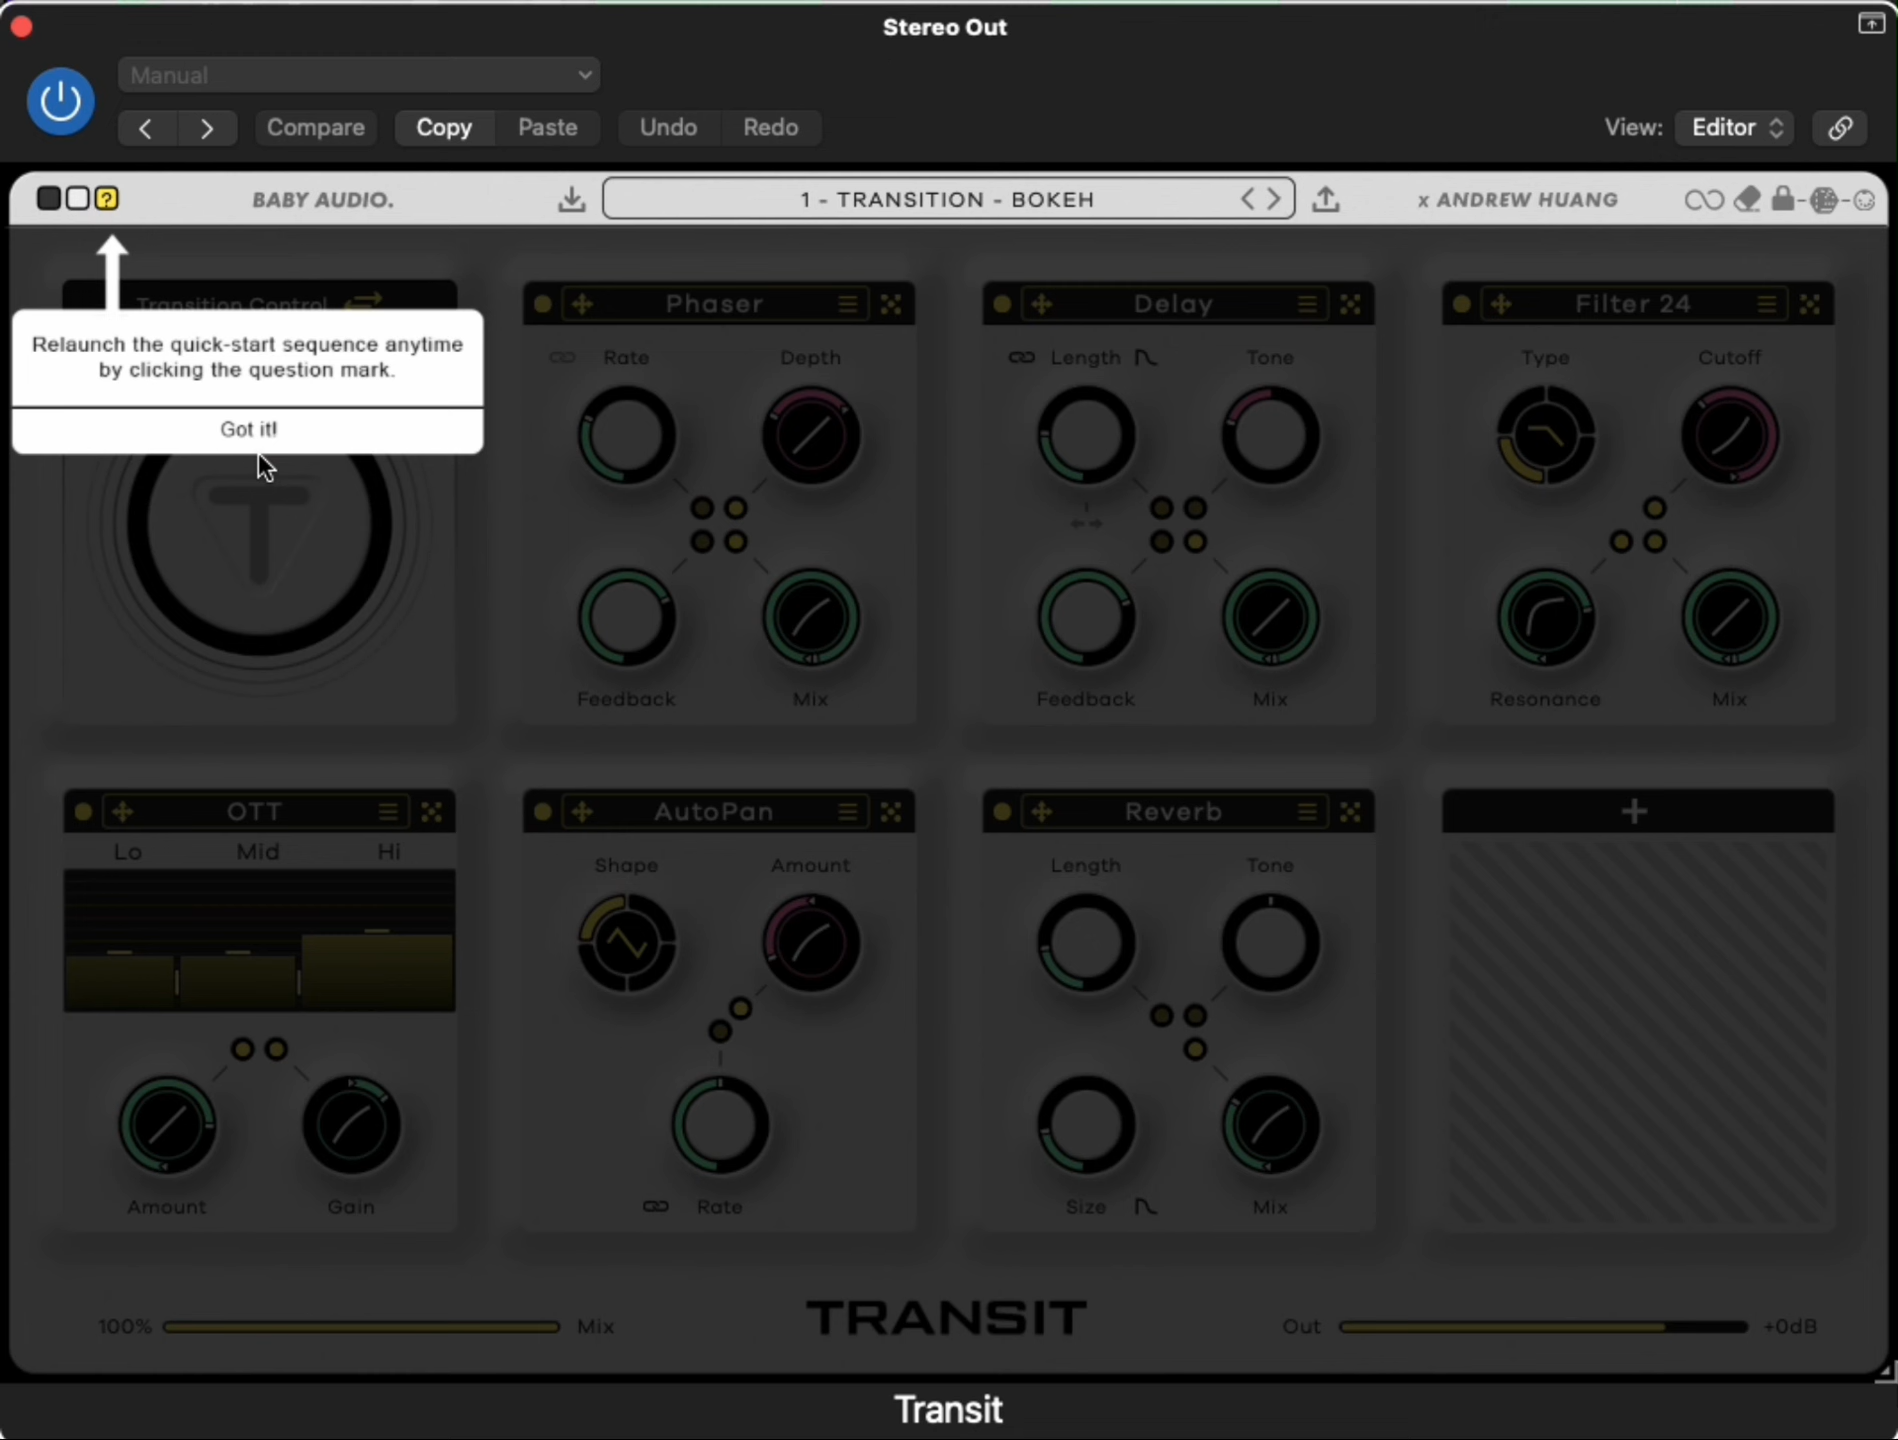 Stereo Out
Manual
Compare Copy Paste Undo Redo View: Editor
? BABY AUDIO. 1 - TRANSITION - BOKEH x ANDREW HUANG
Transition Control
Relaunch the quick-start sequence anytime
by clicking the question mark.
Got it!
T
Phaser
Rate Depth
Feedback Mix
Delay
Length Tone
Feedback Mix
Filter 24
Type Cutoff
Resonance Mix
OTT
Lo Mid Hi
Amount Gain
AutoPan
Shape Amount
Rate
Reverb
Length Tone
Size Mix
+
100% Mix TRANSIT Out +0dB
Transit